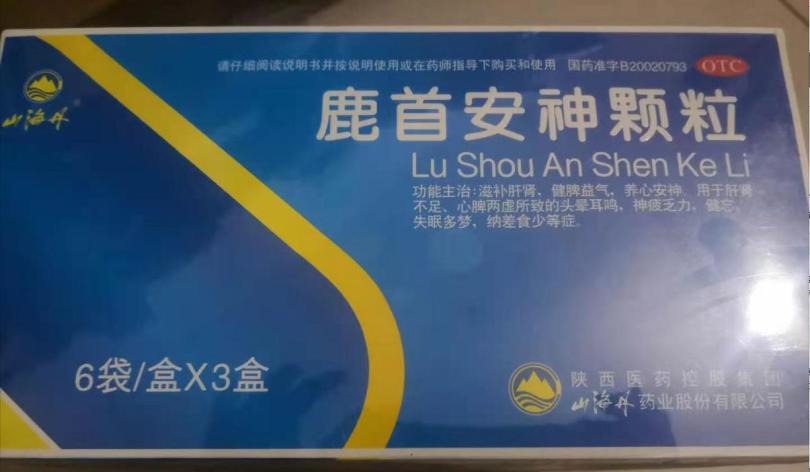 请仔细阅读说明书并按说明使用或在药师指导下购买和使用 国药准字B20020793 OTC
山海丹
鹿首安神颗粒
Lu Shou An Shen Ke Li
功能主治:滋补肝肾，健脾益气，养心安神。用于肝肾
不足、心脾两虚所致的头晕耳鸣，神疲乏力，健忘，
失眠多梦，纳差食少等症。
6袋/盒X3盒
陕西医药控股集团
山海丹药业股份有限公司